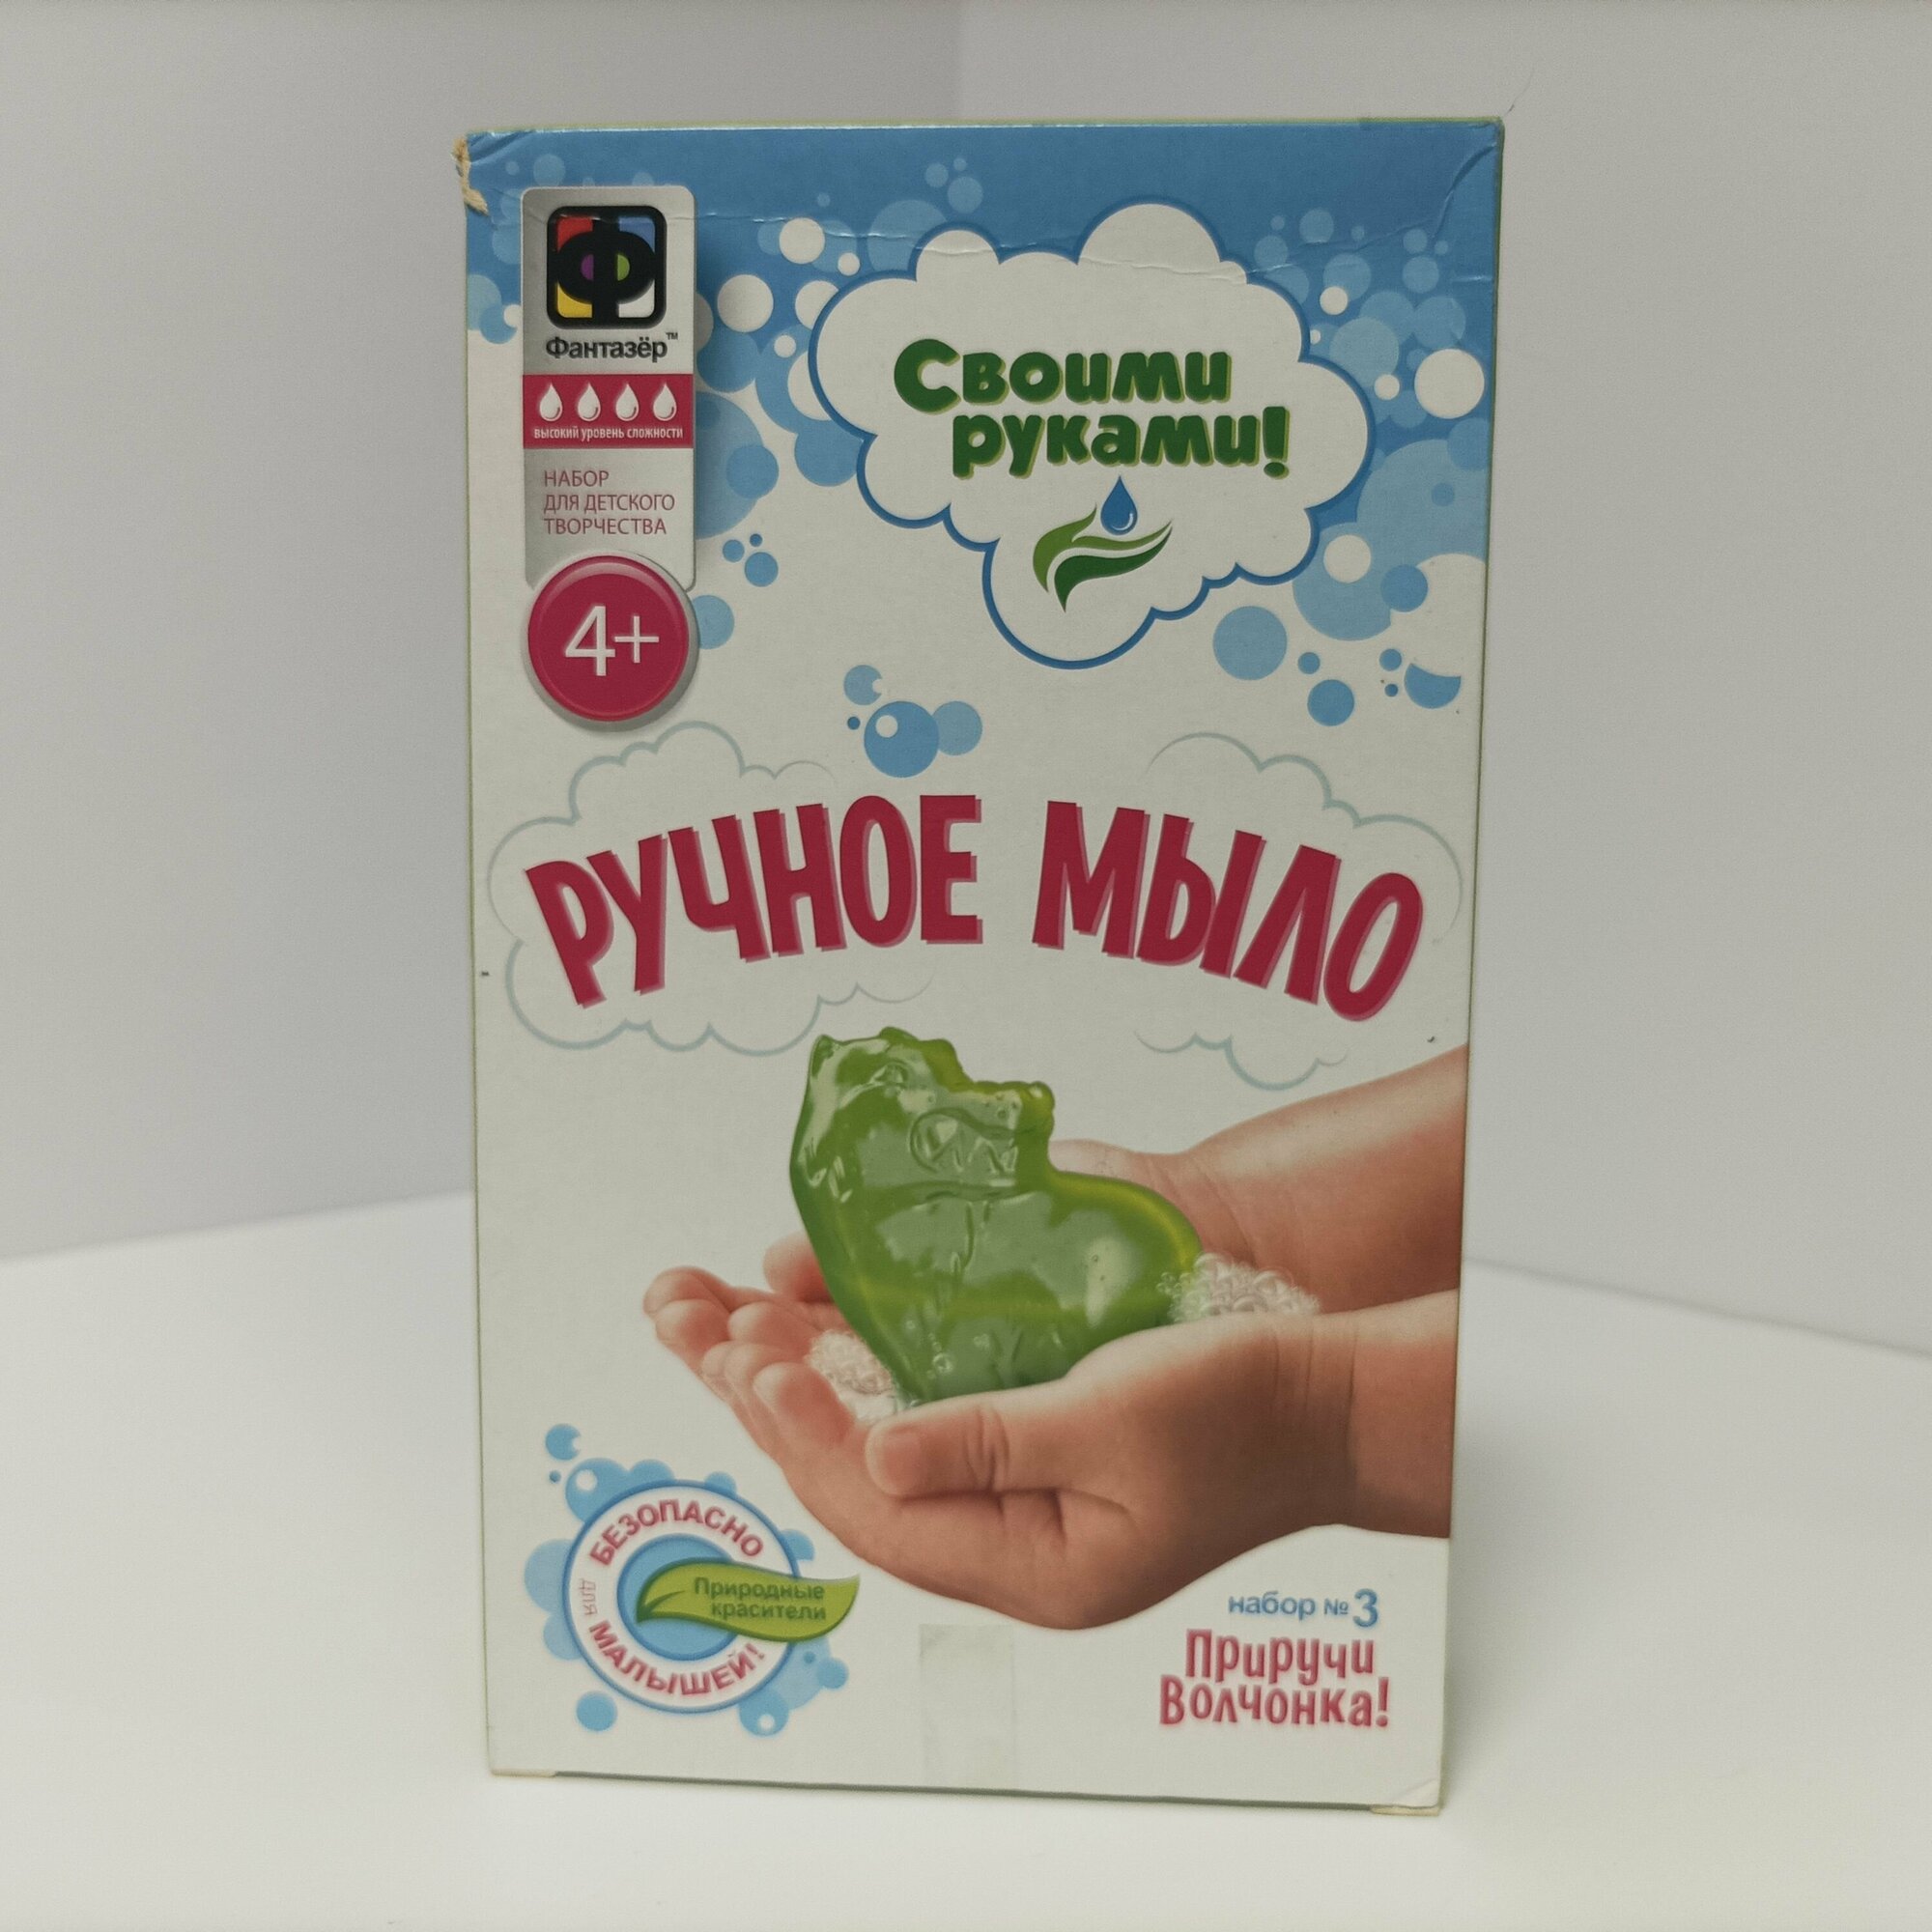 Фантазёр™
высокий уровень сложности
НАБОР
ДЛЯ ДЕТСКОГО
ТВОРЧЕСТВА
4+
Своими
руками!
РУЧНОЕ МЫЛО
БЕЗОПАСНО
ДЛЯ
МАЛЫШЕЙ!
Природные
красители
набор № 3
Приручи
Волчонка!